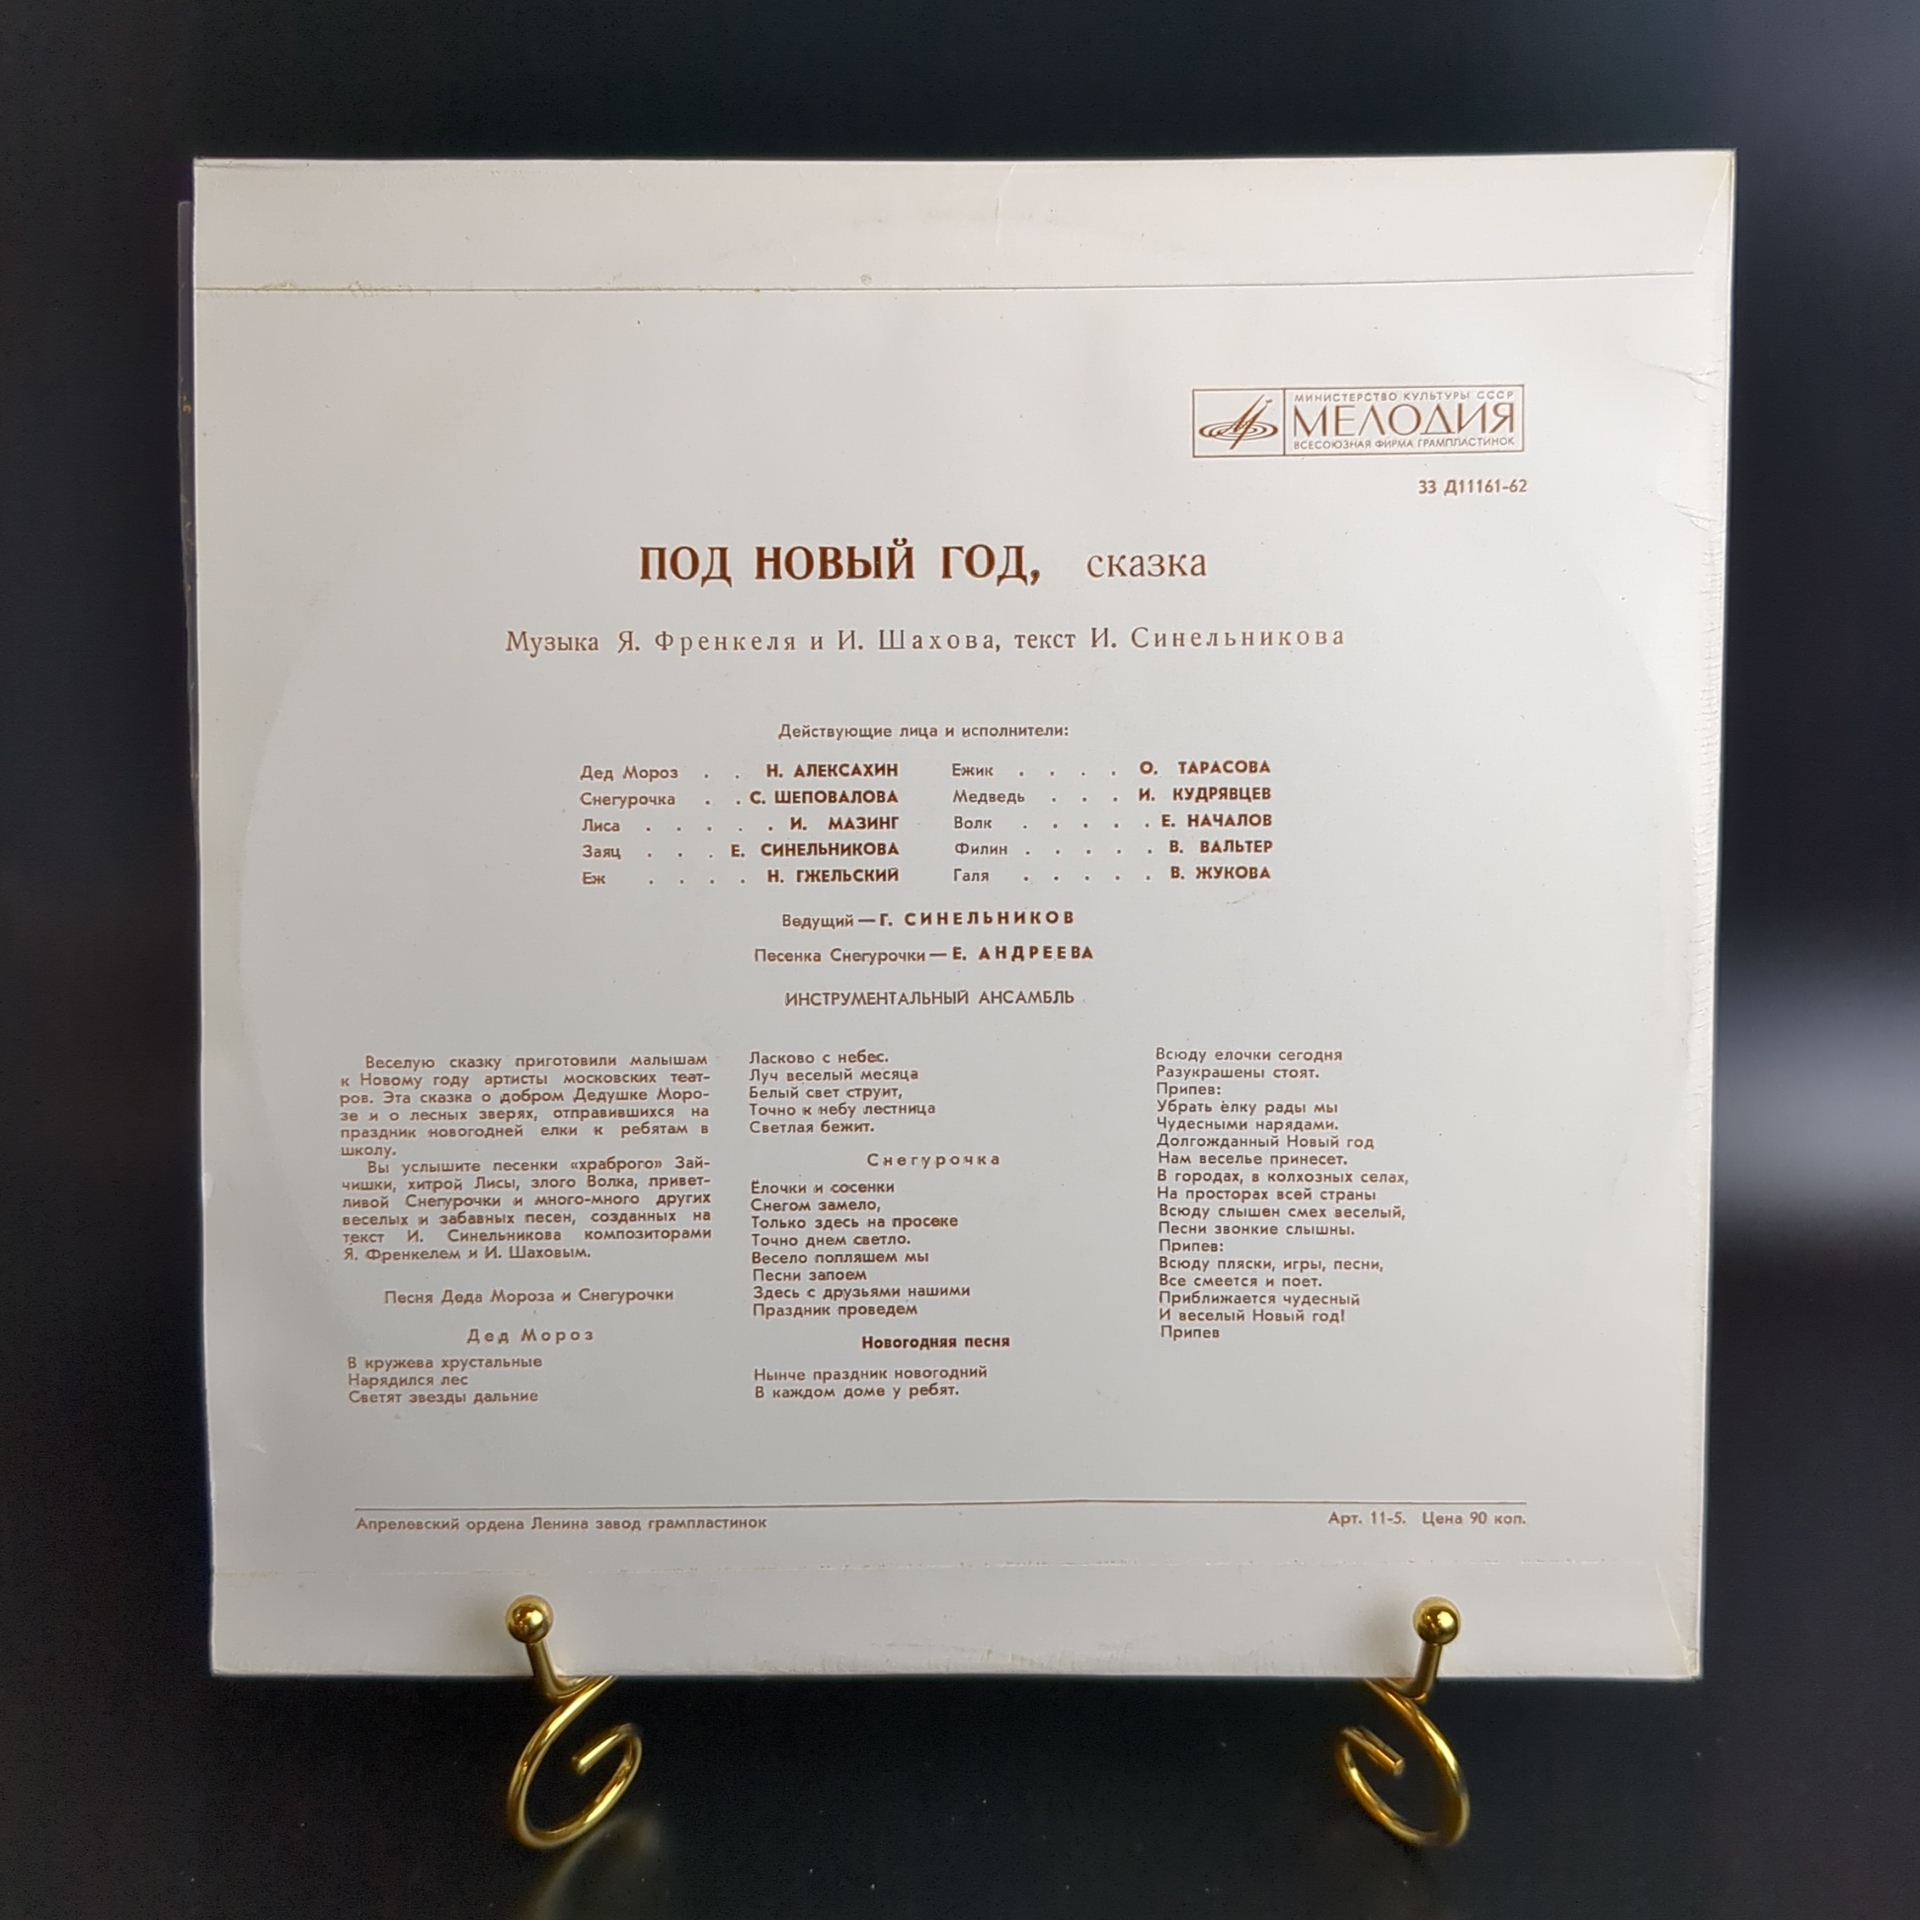 МИНИСТЕРСТВО КУЛЬТУРЫ СССР
МЕЛОДИЯ
ВСЕСОЮЗНАЯ ФИРМА ГРАМПЛАСТИНОК
33 Д11161-62
ПОД НОВЫЙ ГОД, сказка
Музыка Я. Френкеля и И. Шахова, текст И. Синельникова
Действующие лица и исполнители:
Дед Мороз . . Н. АЛЕКСАХИН
Снегурочка . . С. ШЕПОВАЛОВА
Лиса . . . . . И. МАЗИНГ
Заяц . . . Е. СИНЕЛЬНИКОВА
Еж . . . . Н. ГЖЕЛЬСКИЙ
Ежик . . . . О. ТАРАСОВА
Медведь . . . И. КУДРЯВЦЕВ
Волк . . . . . Е. НАЧАЛОВ
Филин . . . . . В. ВАЛЬТЕР
Галя . . . . . В. ЖУКОВА
Ведущий — Г. СИНЕЛЬНИКОВ
Песенка Снегурочки — Е. АНДРЕЕВА
ИНСТРУМЕНТАЛЬНЫЙ АНСАМБЛЬ
Веселую сказку приготовили малышам
к Новому году артисты московских теат-
ров. Эта сказка о добром Дедушке Моро-
зе и о лесных зверях, отправившихся на
праздник новогодней елки к ребятам в
школу.
Вы услышите песенки «храброго» Зай-
чишки, хитрой Лисы, злого Волка, привет-
ливой Снегурочки и много-много других
веселых и забавных песен, созданных на
текст И. Синельникова композиторами
Я. Френкелем и И. Шаховым.
Песня Деда Мороза и Снегурочки
Дед Мороз
В кружева хрустальные
Нарядился лес
Светят звезды дальние
Ласково с небес.
Луч веселый месяца
Белый свет струит,
Точно к небу лестница
Светлая бежит.
Снегурочка
Ёлочки и сосенки
Снегом замело,
Только здесь на просеке
Точно днем светло.
Весело попляшем мы
Песни запоем
Здесь с друзьями нашими
Праздник проведем
Новогодняя песня
Нынче праздник новогодний
В каждом доме у ребят.
Всюду елочки сегодня
Разукрашены стоят.
Припев:
Убрать ёлку рады мы
Чудесными нарядами.
Долгожданный Новый год
Нам веселье принесет.
В городах, в колхозных селах,
На просторах всей страны
Всюду слышен смех веселый,
Песни звонкие слышны.
Припев:
Всюду пляски, игры, песни,
Все смеется и поет.
Приближается чудесный
И веселый Новый год!
Припев
Апрелевский ордена Ленина завод грампластинок
Арт. 11-5. Цена 90 коп.